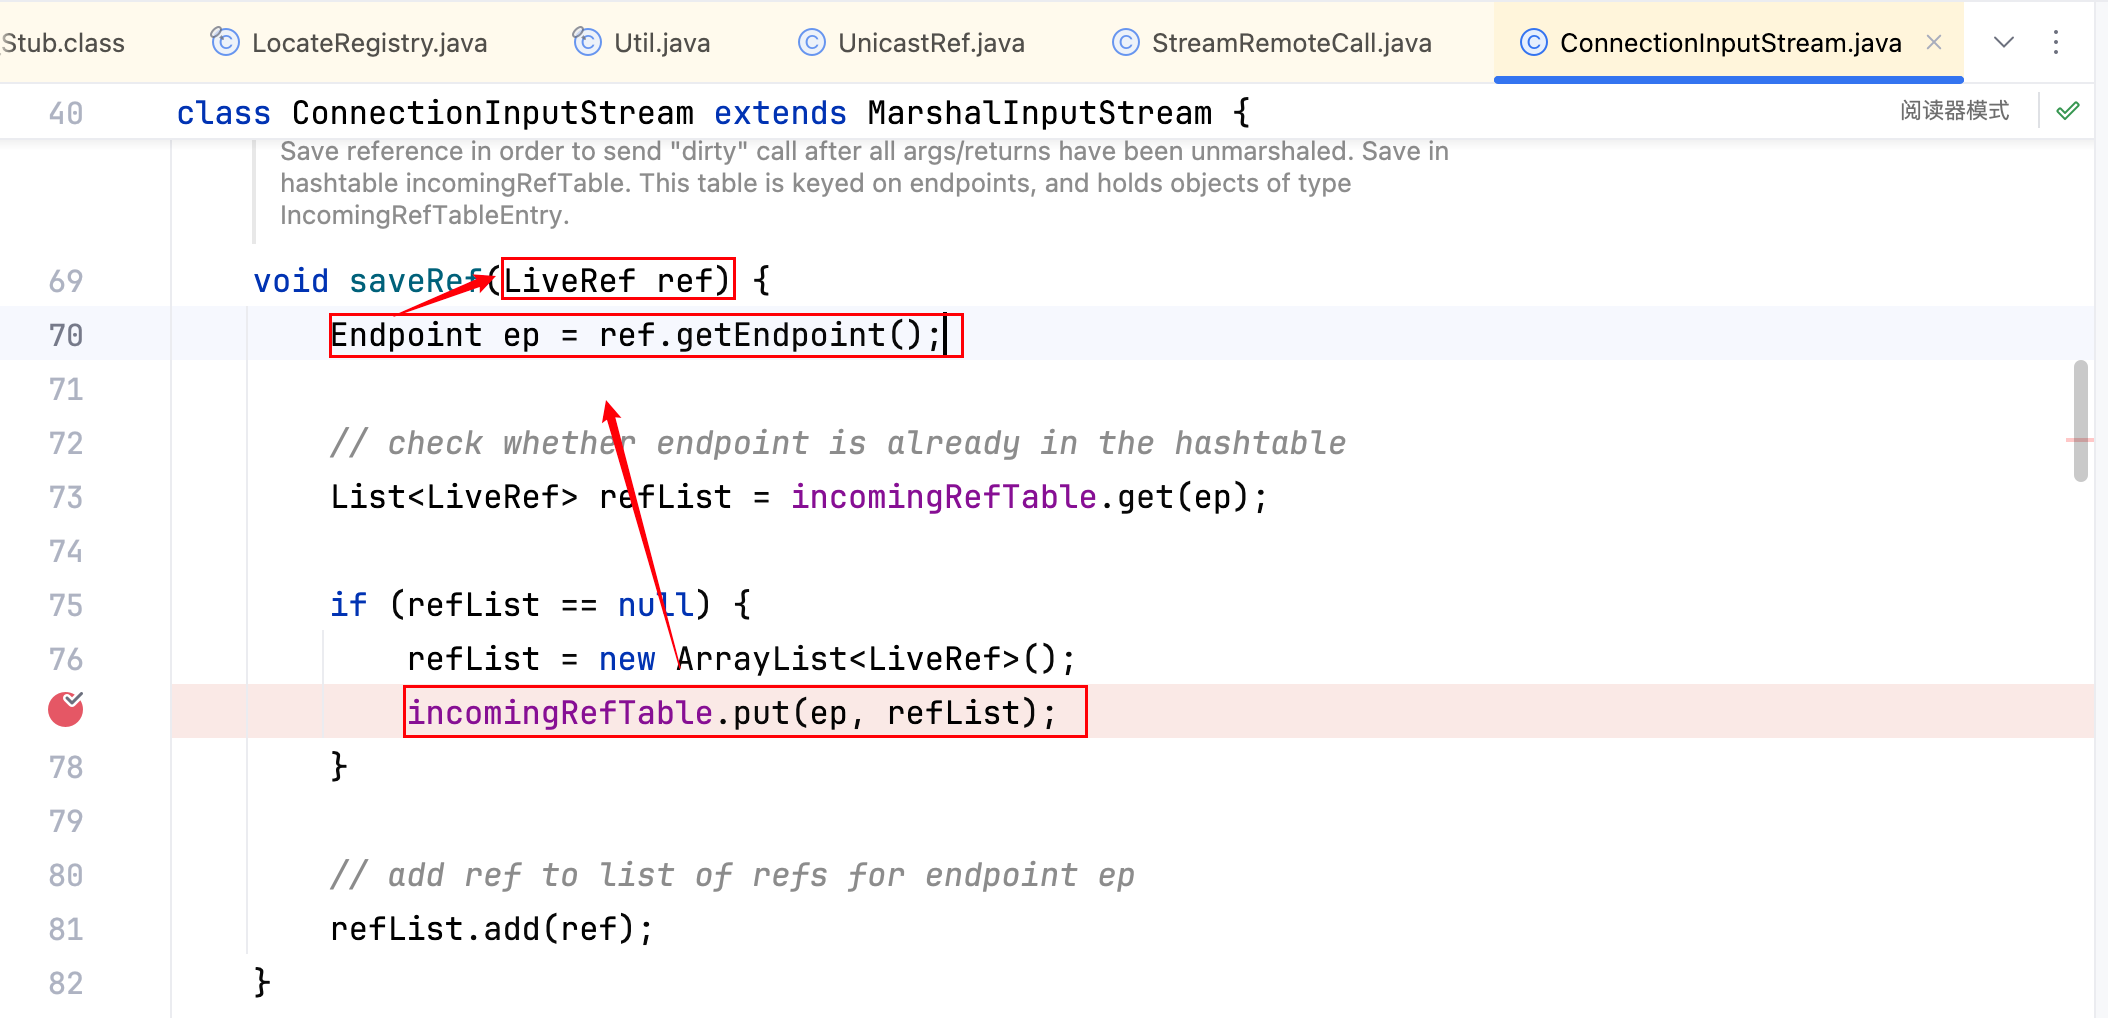 Stub.class LocateRegistry.java Util.java UnicastRef.java StreamRemoteCall.java ConnectionInputStream.java
40 class ConnectionInputStream extends MarshalInputStream { 阅读器模式
Save reference in order to send "dirty" call after all args/returns have been unmarshaled. Save in
hashtable incomingRefTable. This table is keyed on endpoints, and holds objects of type
IncomingRefTableEntry.
69 void saveRef(LiveRef ref) {
70 Endpoint ep = ref.getEndpoint();
71
72 // check whether endpoint is already in the hashtable
73 List<LiveRef> refList = incomingRefTable.get(ep);
74
75 if (refList == null) {
76 refList = new ArrayList<LiveRef>();
incomingRefTable.put(ep, refList);
78 }
79
80 // add ref to list of refs for endpoint ep
81 refList.add(ref);
82 }